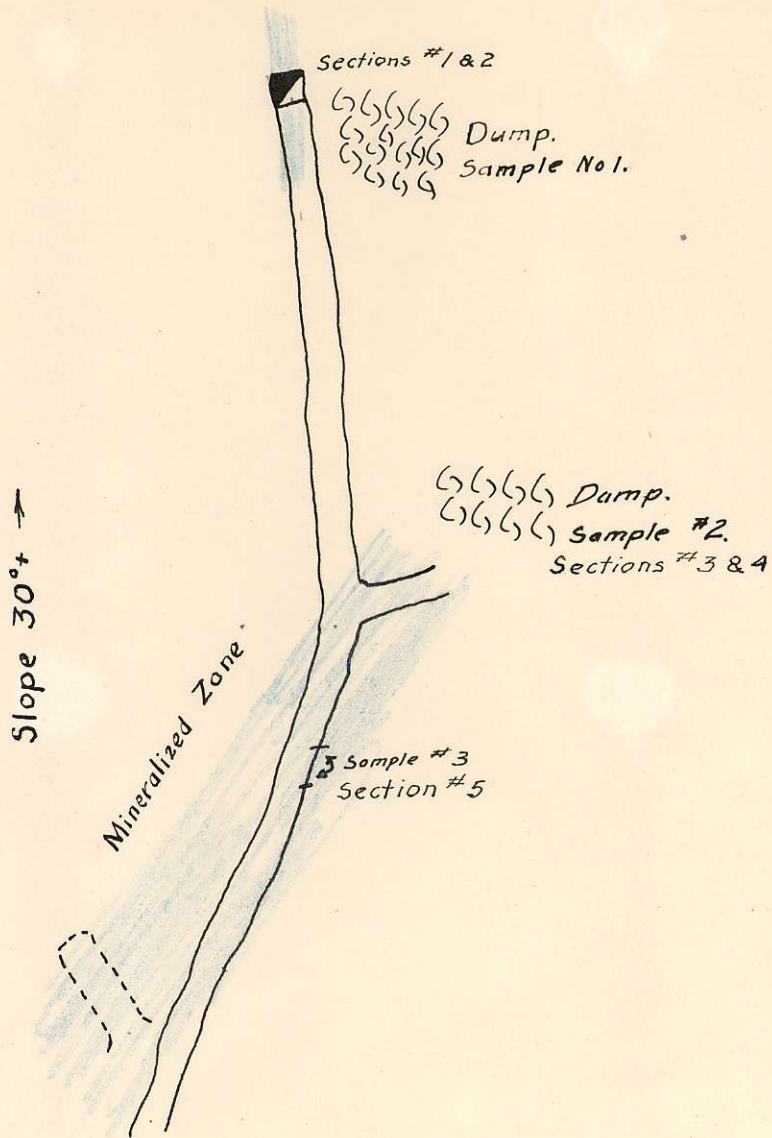 Sections #1 & 2
Dump.
Sample No 1.
Dump.
Sample #2.
Sections #3 & 4
Slope 30°+ →
Mineralized Zone
5 Sample #3
Section #5